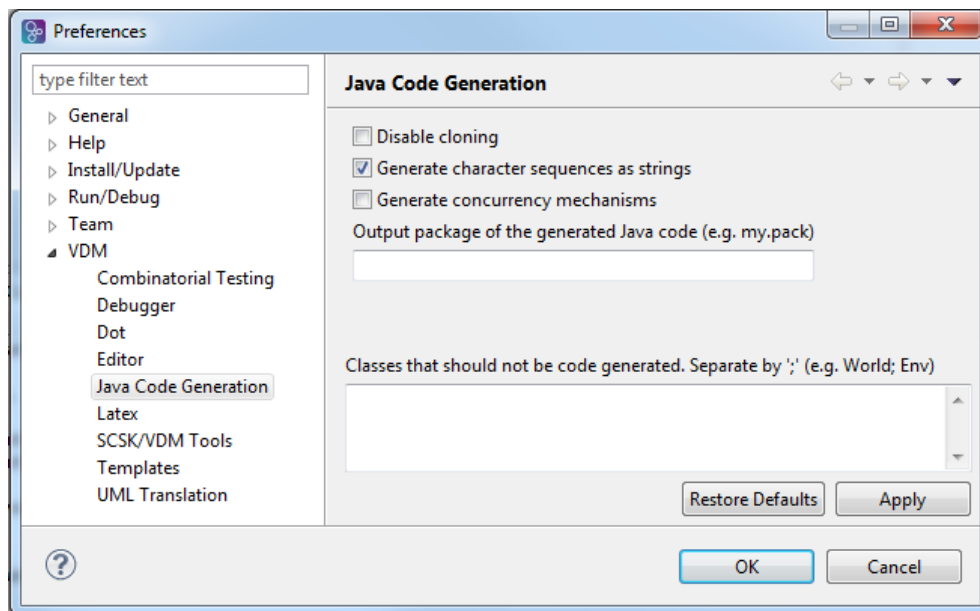 Preferences
type filter text
General
Help
Install/Update
Run/Debug
Team
VDM
Combinatorial Testing
Debugger
Dot
Editor
Java Code Generation
Latex
SCSK/VDM Tools
Templates
UML Translation
Java Code Generation
Disable cloning
Generate character sequences as strings
Generate concurrency mechanisms
Output package of the generated Java code (e.g. my.pack)
Classes that should not be code generated. Separate by ';' (e.g. World; Env)
Restore Defaults
Apply
?
OK
Cancel